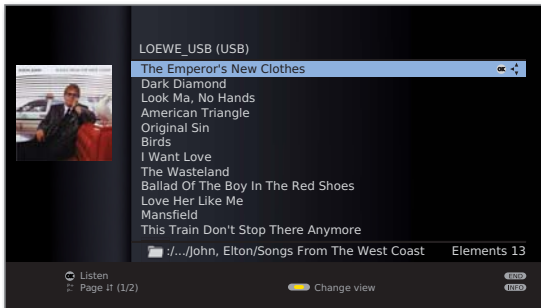 LOEWE_USB (USB)
The Emperor's New Clothes
OK
Dark Diamond
Look Ma, No Hands
American Triangle
Original Sin
Birds
I Want Love
The Wasteland
Ballad Of The Boy In The Red Shoes
Love Her Like Me
Mansfield
This Train Don't Stop There Anymore
:/.../John, Elton/Songs From The West Coast Elements 13
OK Listen END
Page ↓↑ (1/2) Change view INFO